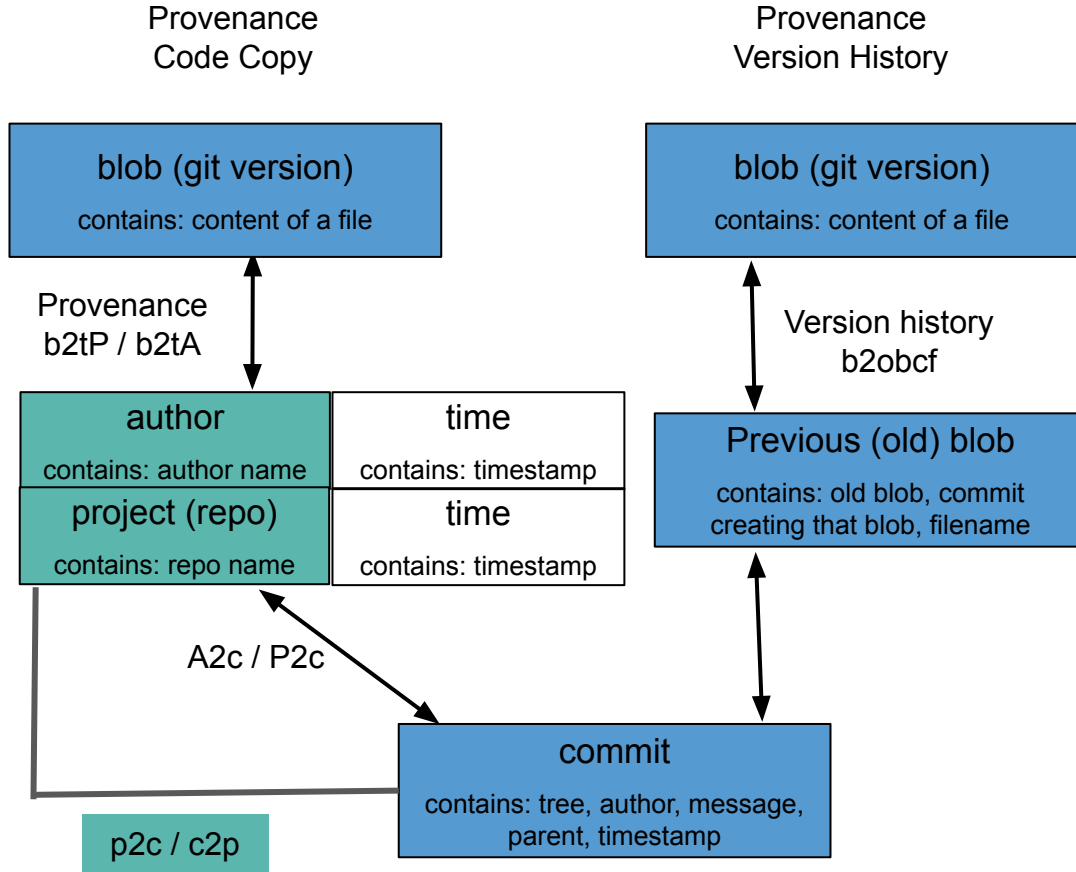 Provenance
Code Copy
Provenance
Version History
blob (git version)
contains: content of a file
blob (git version)
contains: content of a file
Provenance
b2tP / b2tA
Version history
b2obcf
author
contains: author name
time
contains: timestamp
project (repo)
contains: repo name
time
contains: timestamp
Previous (old) blob
contains: old blob, commit
creating that blob, filename
A2c / P2c
commit
contains: tree, author, message,
parent, timestamp
p2c / c2p